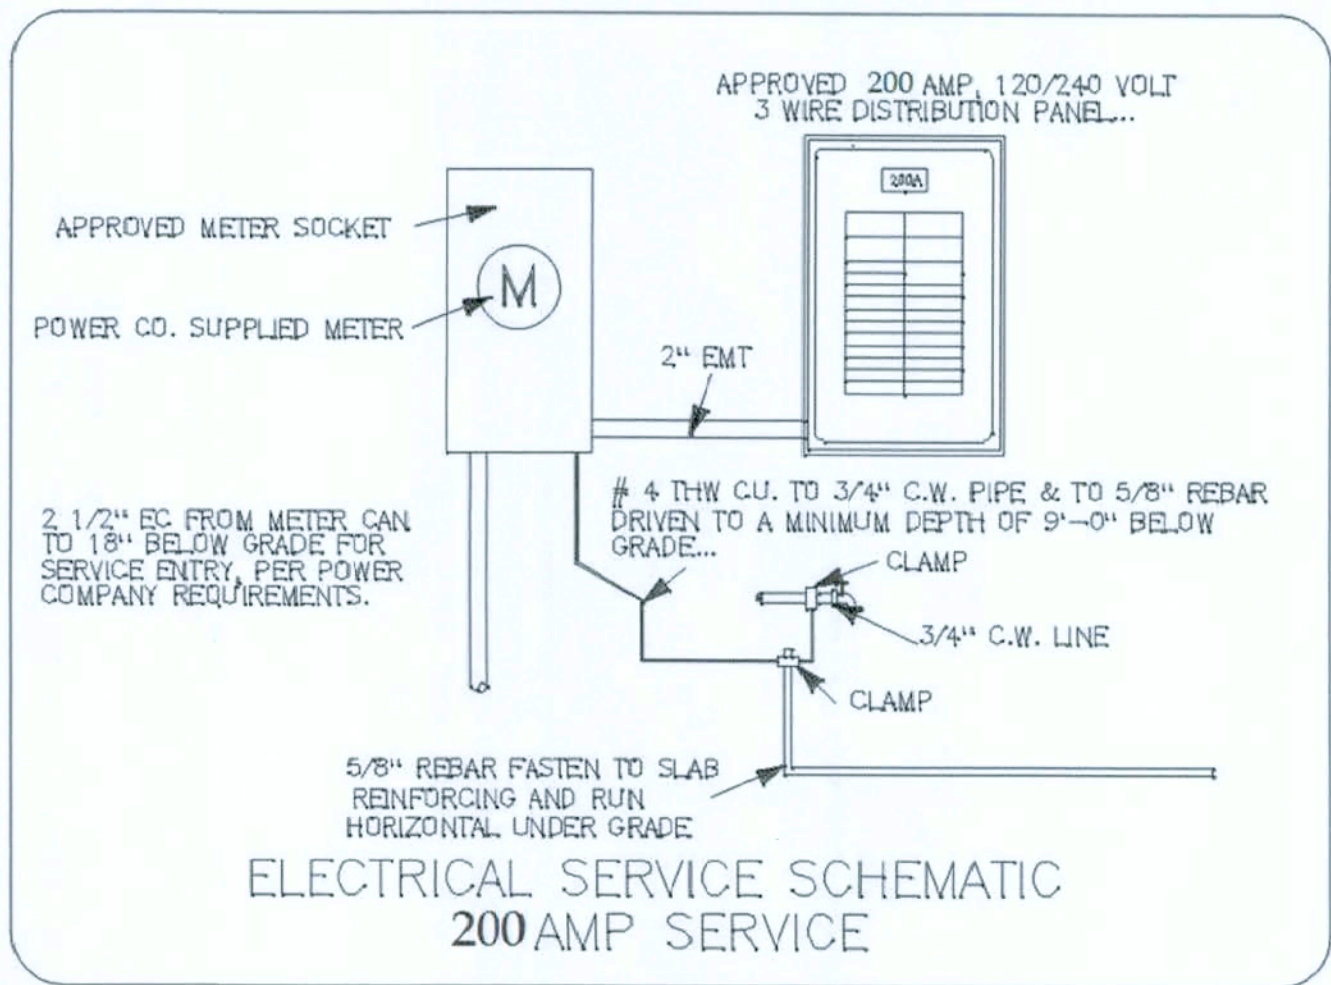 APPROVED 200 AMP, 120/240 VOLT
3 WIRE DISTRIBUTION PANEL...
200A
APPROVED METER SOCKET
M
POWER CO. SUPPLIED METER
2" EMT
# 4 THW C.U. TO 3/4" C.W. PIPE & TO 5/8" REBAR
DRIVEN TO A MINIMUM DEPTH OF 9'-0" BELOW
GRADE...
2 1/2" EC FROM METER CAN
TO 18" BELOW GRADE FOR
SERVICE ENTRY, PER POWER
COMPANY REQUIREMENTS.
CLAMP
3/4" C.W. LINE
CLAMP
5/8" REBAR FASTEN TO SLAB
REINFORCING AND RUN
HORIZONTAL UNDER GRADE
ELECTRICAL SERVICE SCHEMATIC
200 AMP SERVICE